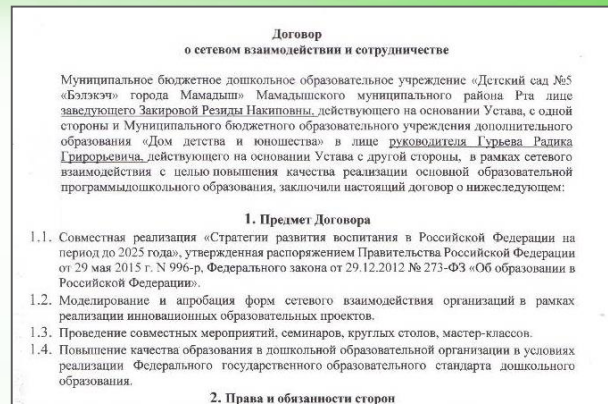 Договор
о сетевом взаимодействии и сотрудничестве
Муниципальное бюджетное дошкольное образовательное учреждение «Детский сад №5
«Бэлэкэч» города Мамадыш» Мамадышского муниципального района Рта лице
заведующего Закировой Резиды Накиповны, действующего на основании Устава, с одной
стороны и Муниципального бюджетного образовательного учреждения дополнительного
образования «Дом детства и юношества» в лице руководителя Гурьева Радика
Григорьевича, действующего на основании Устава с другой стороны, в рамках сетевого
взаимодействия с целью повышения качества реализации основной образовательной
программыдошкольного образования, заключили настоящий договор о нижеследующем:
1. Предмет Договора
1.1. Совместная реализация «Стратегии развития воспитания в Российской Федерации на
период до 2025 года», утвержденная распоряжением Правительства Российской Федерации
от 29 мая 2015 г. N 996-р, Федерального закона от 29.12.2012 № 273-ФЗ «Об образовании в
Российской Федерации».
1.2. Моделирование и апробация форм сетевого взаимодействия организаций в рамках
реализации инновационных образовательных проектов.
1.3. Проведение совместных мероприятий, семинаров, круглых столов, мастер-классов.
1.4. Повышение качества образования в дошкольной образовательной организации в условиях
реализации Федерального государственного образовательного стандарта дошкольного
образования.
2. Права и обязанности сторон